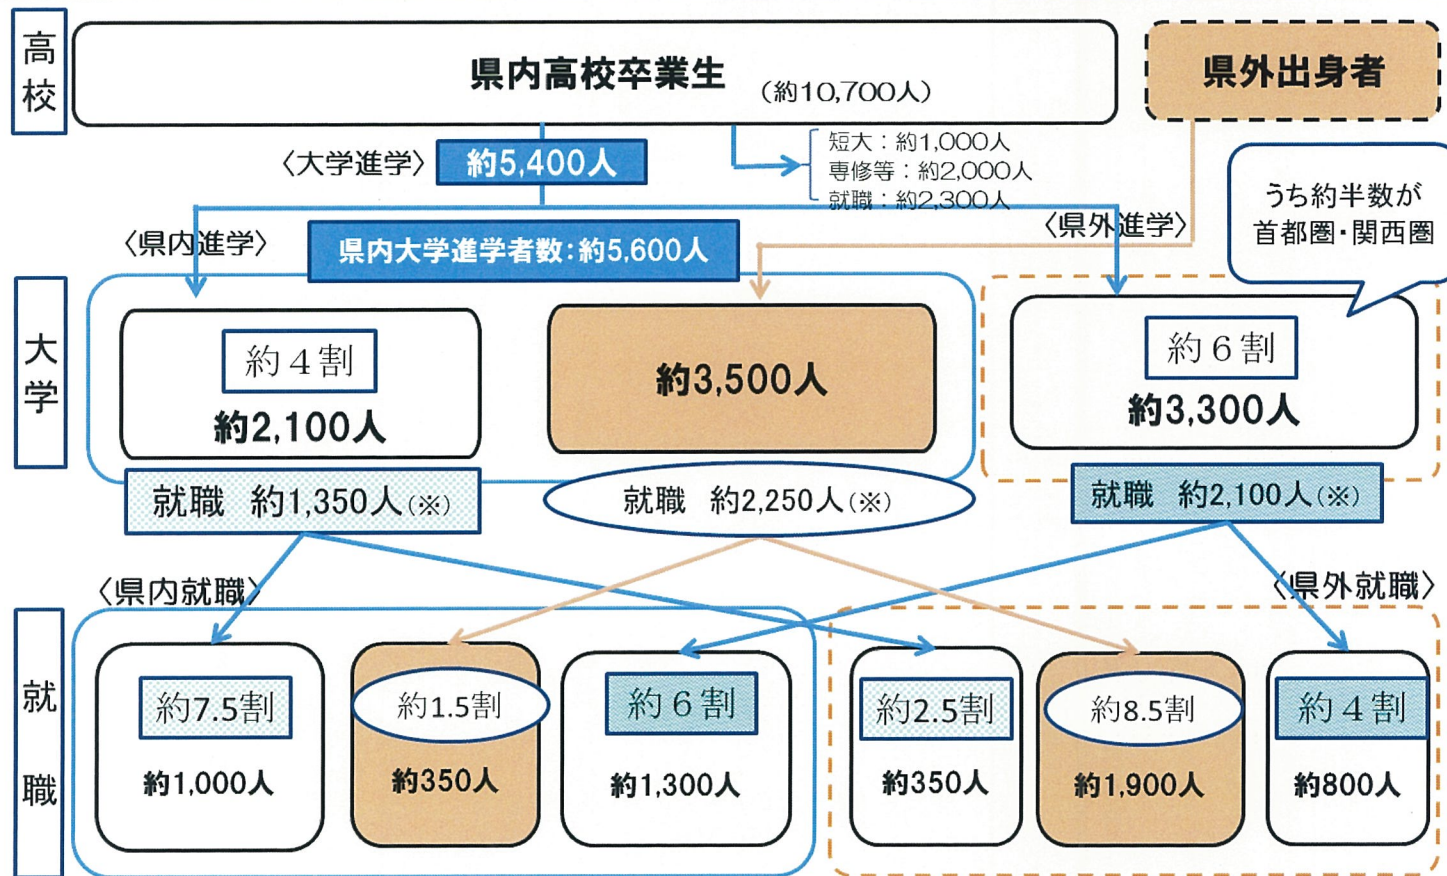 高校
県内高校卒業生 (約10,700人)
県外出身者
〈大学進学〉 約5,400人
短大：約1,000人
専修等：約2,000人
就職：約2,300人
うち約半数が
首都圏・関西圏
〈県内進学〉
県内大学進学者数：約5,600人
〈県外進学〉
大学
約４割
約2,100人
約3,500人
約６割
約3,300人
就職 約1,350人(※)
就職 約2,250人(※)
就職 約2,100人(※)
〈県内就職〉
〈県外就職〉
就職
約7.5割
約1,000人
約1.5割
約350人
約６割
約1,300人
約2.5割
約350人
約8.5割
約1,900人
約４割
約800人